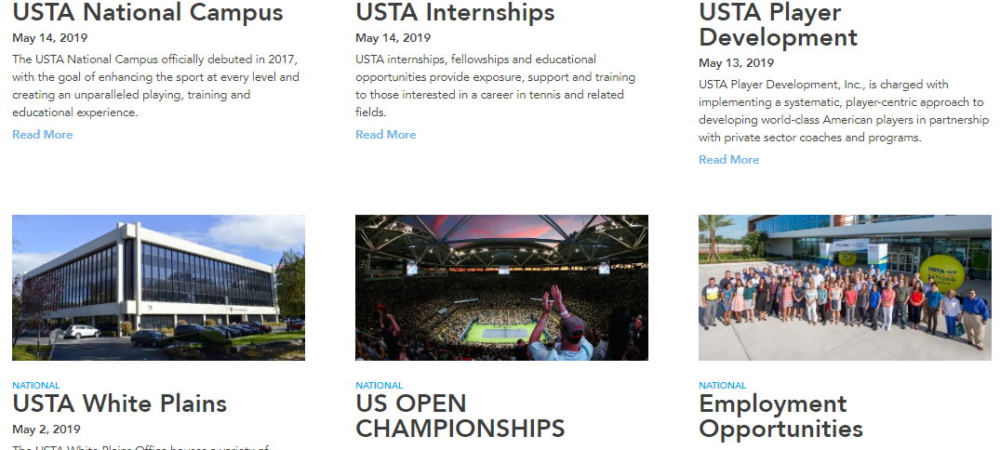 USTA National Campus
May 14, 2019
The USTA National Campus officially debuted in 2017,
with the goal of enhancing the sport at every level and
creating an unparalleled playing, training and
educational experience.
Read More
USTA Internships
May 14, 2019
USTA internships, fellowships and educational
opportunities provide exposure, support and training
to those interested in a career in tennis and related
fields.
Read More
USTA Player
Development
May 13, 2019
USTA Player Development, Inc., is charged with
implementing a systematic, player-centric approach to
developing world-class American players in partnership
with private sector coaches and programs.
Read More
NATIONAL
USTA White Plains
May 2, 2019
The USTA White Plains Office houses a variety of
NATIONAL
US OPEN
CHAMPIONSHIPS
USTA
NATIONAL
NATIONAL
Employment
Opportunities